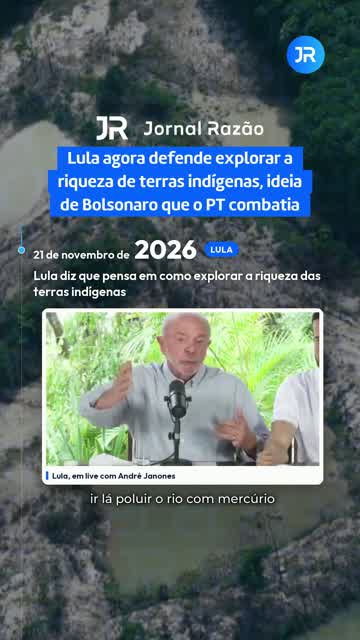 JR
JR Jornal Razão
Lula agora defende explorar a
riqueza de terras indígenas, ideia
de Bolsonaro que o PT combatia
21 de novembro de 2026 LULA
Lula diz que pensa em como explorar a riqueza das
terras indígenas
Lula, em live com André Janones
ir lá poluir o rio com mercúrio